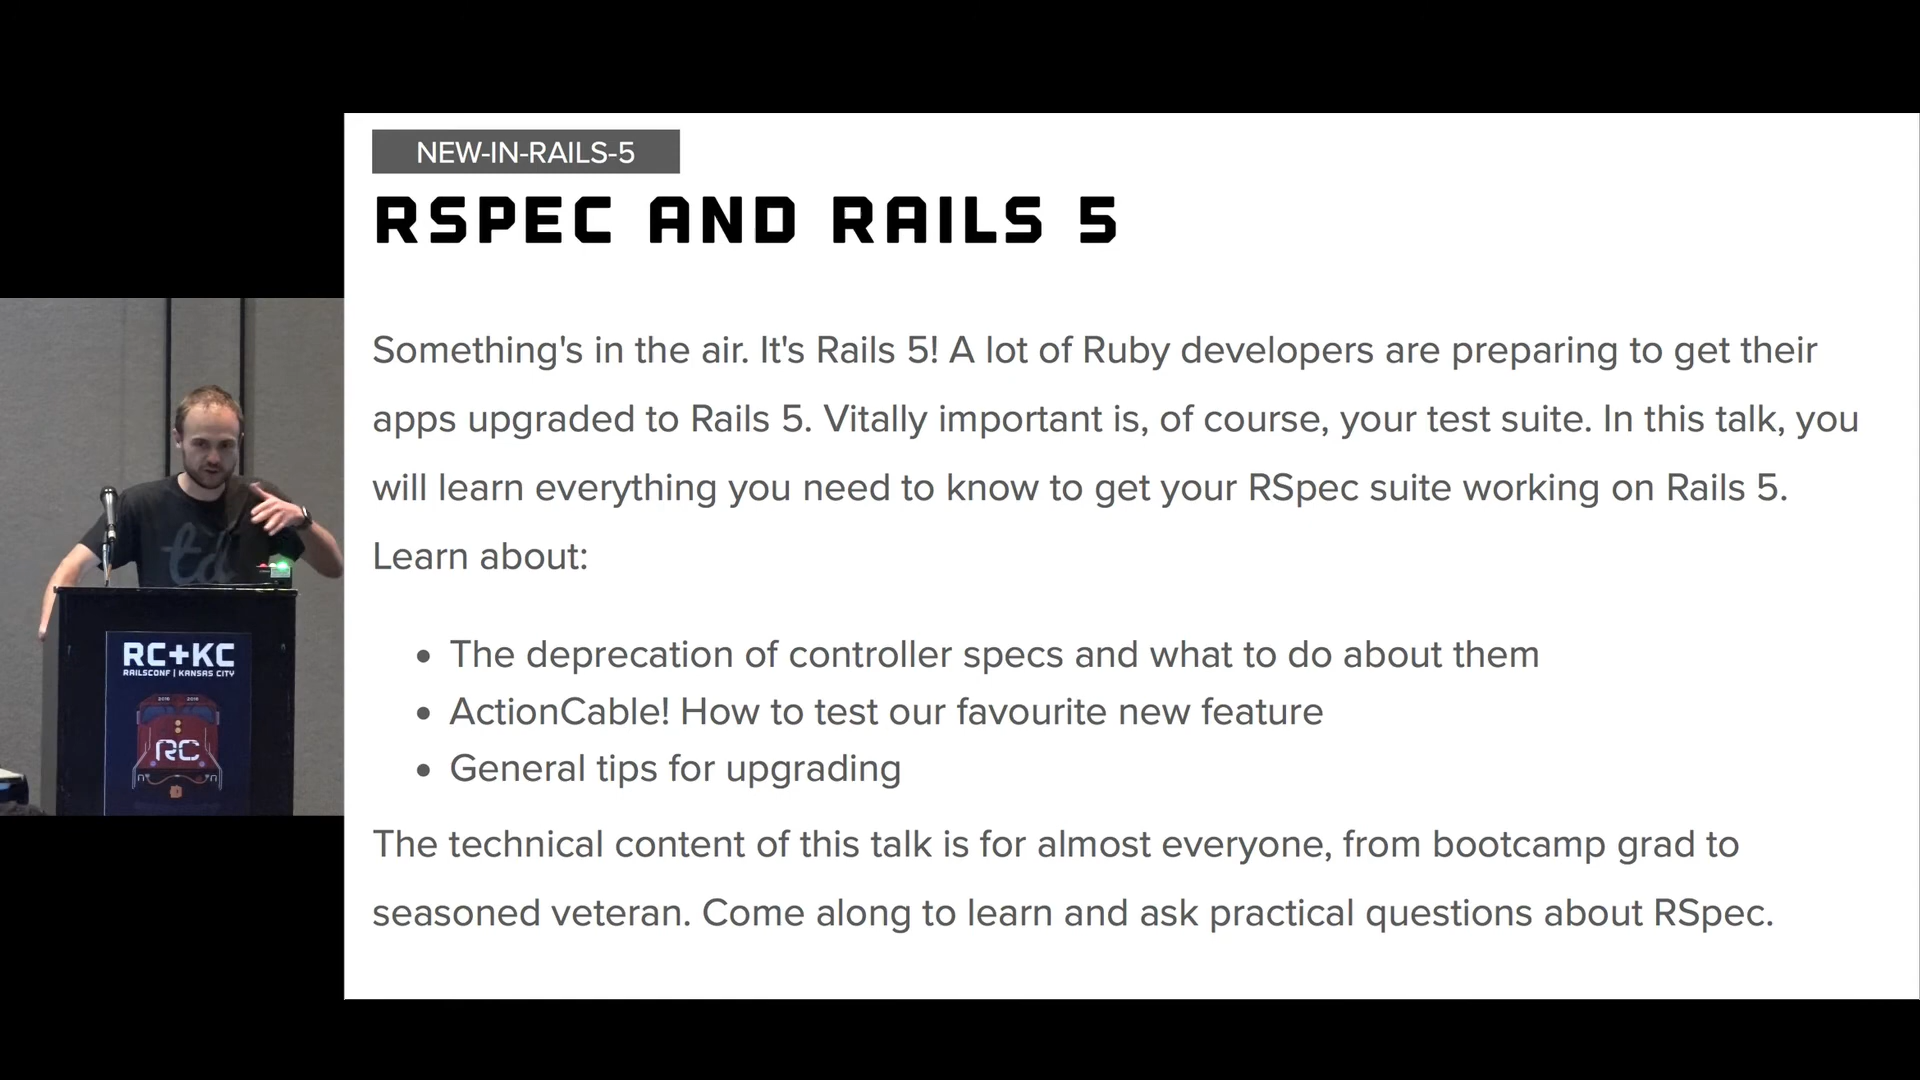 NEW-IN-RAILS-5
RSPEC AND RAILS 5
Something's in the air. It's Rails 5! A lot of Ruby developers are preparing to get their
apps upgraded to Rails 5. Vitally important is, of course, your test suite. In this talk, you
will learn everything you need to know to get your RSpec suite working on Rails 5.
Learn about:
• The deprecation of controller specs and what to do about them
• ActionCable! How to test our favourite new feature
• General tips for upgrading
The technical content of this talk is for almost everyone, from bootcamp grad to
seasoned veteran. Come along to learn and ask practical questions about RSpec.
td
RC+KC
RAILSCONF | KANSAS CITY
2016 2016
RC